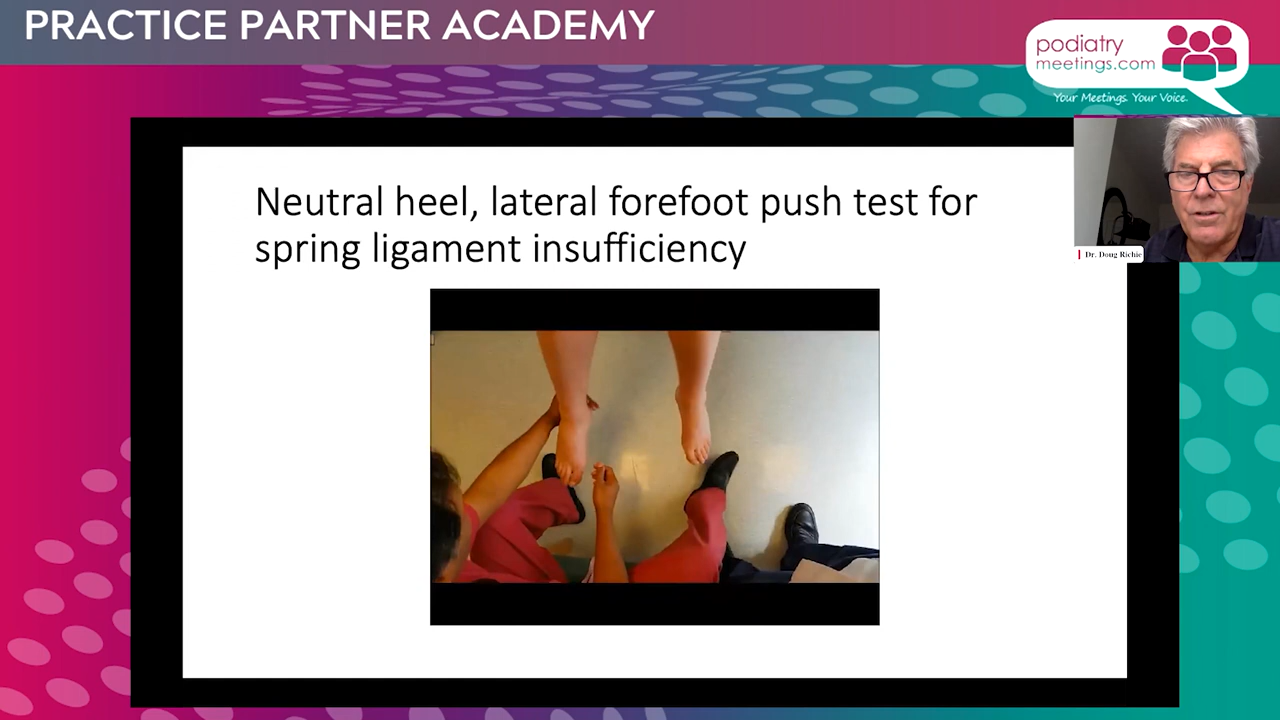 PRACTICE PARTNER ACADEMY
podiatry
meetings.com
Your Meetings. Your Voice.
Dr. Doug Richie
Neutral heel, lateral forefoot push test for
spring ligament insufficiency